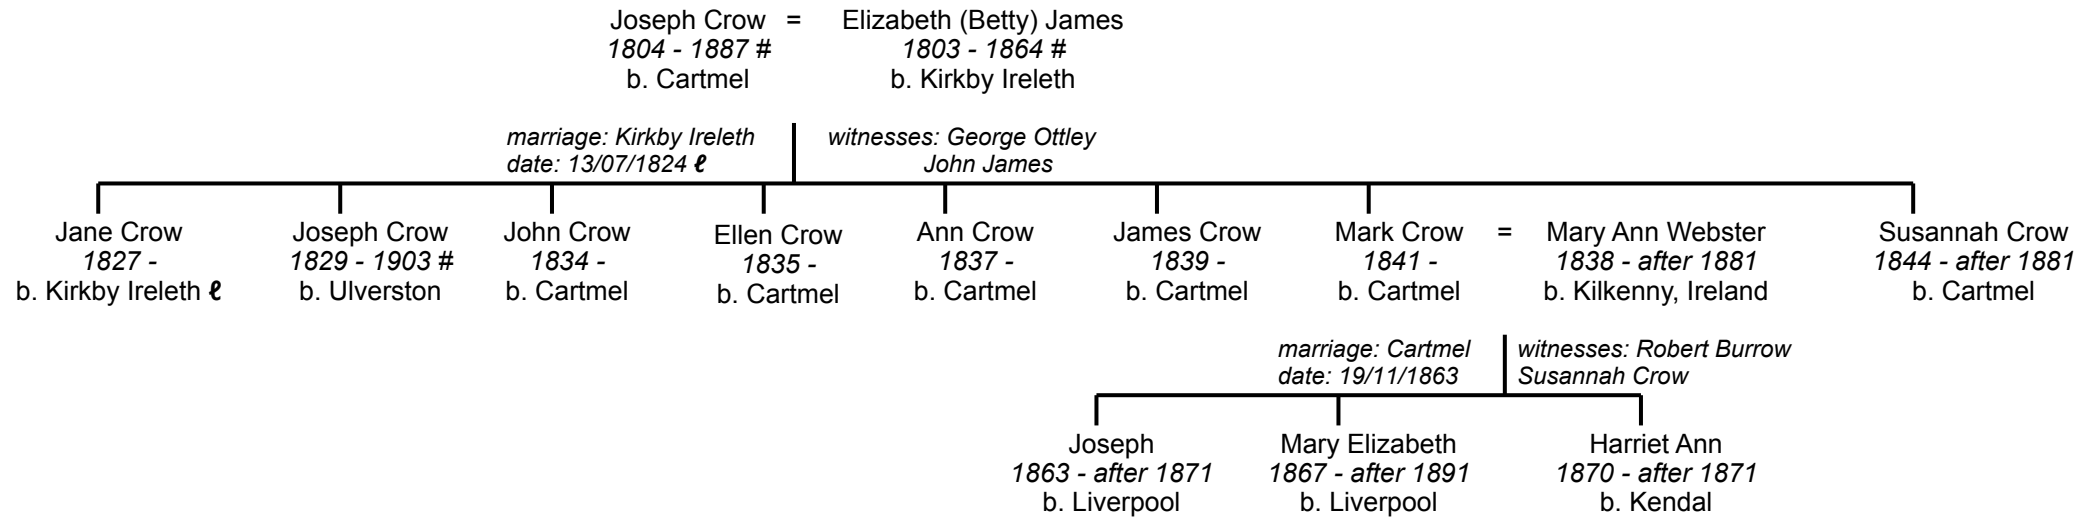 Joseph Crow = Elizabeth (Betty) James
1804 - 1887 # 1803 - 1864 #
b. Cartmel b. Kirkby Ireleth
marriage: Kirkby Ireleth witnesses: George Ottley
date: 13/07/1824 ℓ John James
Jane Crow Joseph Crow John Crow Ellen Crow Ann Crow James Crow Mark Crow = Mary Ann Webster Susannah Crow
1827 - 1829 - 1903 # 1834 - 1835 - 1837 - 1839 - 1841 - 1838 - after 1881 1844 - after 1881
b. Kirkby Ireleth ℓ b. Ulverston b. Cartmel b. Cartmel b. Cartmel b. Cartmel b. Cartmel b. Kilkenny, Ireland b. Cartmel
marriage: Cartmel witnesses: Robert Burrow
date: 19/11/1863 Susannah Crow
Joseph Mary Elizabeth Harriet Ann
1863 - after 1871 1867 - after 1891 1870 - after 1871
b. Liverpool b. Liverpool b. Kendal